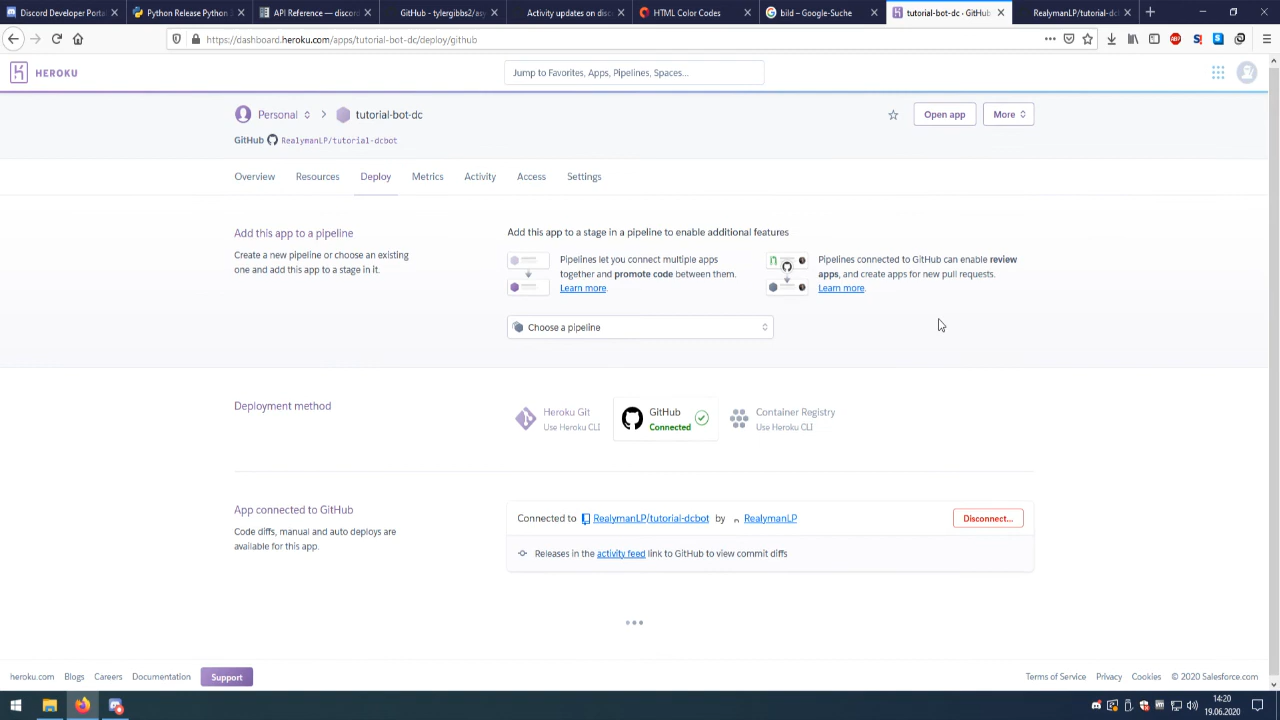 Discord Developer Portal
Python Release Python 3
API Reference — discord
GitHub - tylergibbs2/asy
Activity updates on disc
HTML Color Codes
bild – Google-Suche
tutorial-bot-dc · GitHub
RealymanLP/tutorial-dc
https://dashboard.heroku.com/apps/tutorial-bot-dc/deploy/github
HEROKU
Jump to Favorites, Apps, Pipelines, Spaces...
Personal
tutorial-bot-dc
Open app
More
GitHub RealymanLP/tutorial-dcbot
Overview
Resources
Deploy
Metrics
Activity
Access
Settings
Add this app to a pipeline
Create a new pipeline or choose an existing
one and add this app to a stage in it.
Add this app to a stage in a pipeline to enable additional features
Pipelines let you connect multiple apps
together and promote code between them.
Learn more.
Pipelines connected to GitHub can enable review
apps, and create apps for new pull requests.
Learn more.
Choose a pipeline
Deployment method
Heroku Git
Use Heroku CLI
GitHub
Connected
Container Registry
Use Heroku CLI
App connected to GitHub
Code diffs, manual and auto deploys are
available for this app.
Connected to RealymanLP/tutorial-dcbot by RealymanLP
Disconnect...
Releases in the activity feed link to GitHub to view commit diffs
heroku.com
Blogs
Careers
Documentation
Support
Terms of Service
Privacy
Cookies
© 2020 Salesforce.com
14:20
19.06.2020